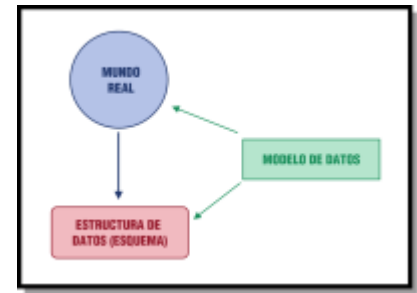 MUNDO
REAL
MODELO DE DATOS
ESTRUCTURA DE
DATOS (ESQUEMA)